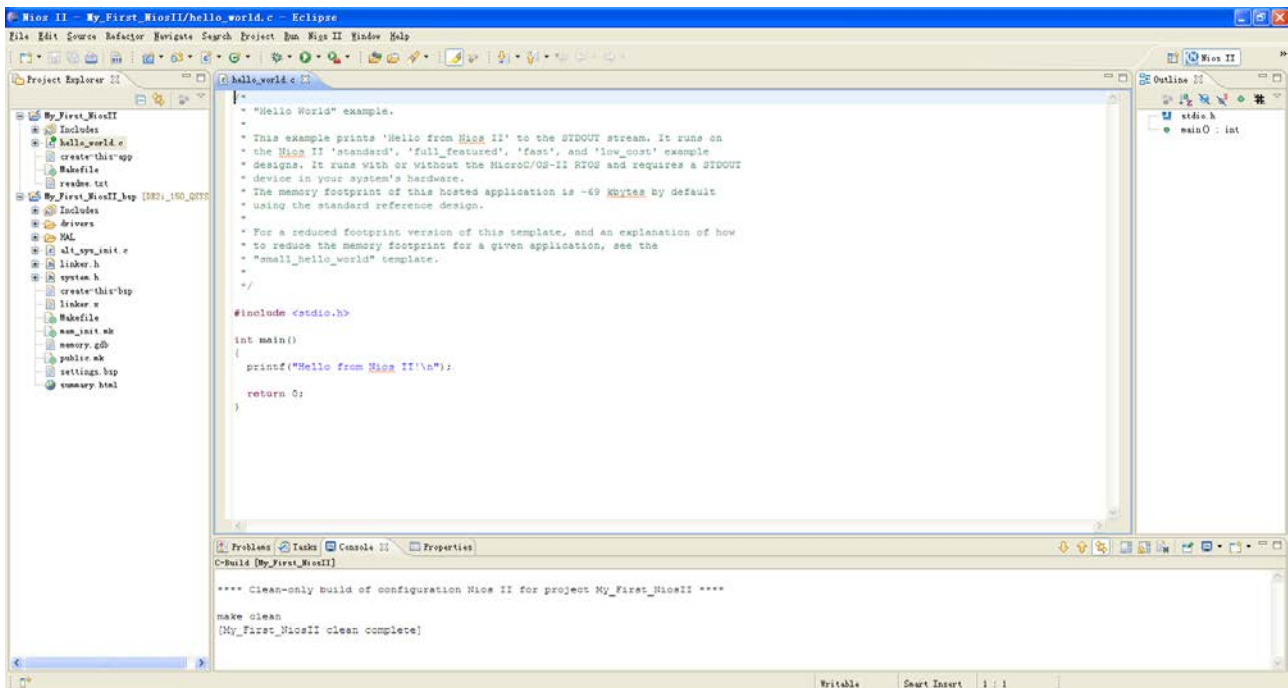 Nios II - My_First_NiosII/hello_world.c - Eclipse
File Edit Source Refactor Navigate Search Project Run Nios II Window Help
Nios II
Project Explorer
hello_world.c
Outline
My_First_NiosII
Includes
hello_world.c
create-this-app
Makefile
readme.txt
My_First_NiosII_bsp
Includes
drivers
HAL
alt_sys_init.c
linker.h
system.h
create-this-bsp
linker.x
Makefile
mem_init.mk
memory.gdb
public.mk
settings.bsp
summary.html
/*
* "Hello World" example.
*
* This example prints 'Hello from Nios II' to the STDOUT stream. It runs on
* the Nios II 'standard', 'full_featured', 'fast', and 'low_cost' example
* designs. It runs with or without the MicroC/OS-II RTOS and requires a STDOUT
* device in your system's hardware.
* The memory footprint of this hosted application is ~69 kbytes by default
* using the standard reference design.
*
* For a reduced footprint version of this template, and an explanation of how
* to reduce the memory footprint for a given application, see the
* "small_hello_world" template.
*
*/
#include <stdio.h>
int main()
{
printf("Hello from Nios II!\n");
return 0;
}
stdio.h
main() : int
Problems Tasks Console Properties
C-Build [My_First_NiosII]
**** Clean-only build of configuration Nios II for project My_First_NiosII ****
make clean
[My_First_NiosII clean complete]
Writable Smart Insert 1 : 1